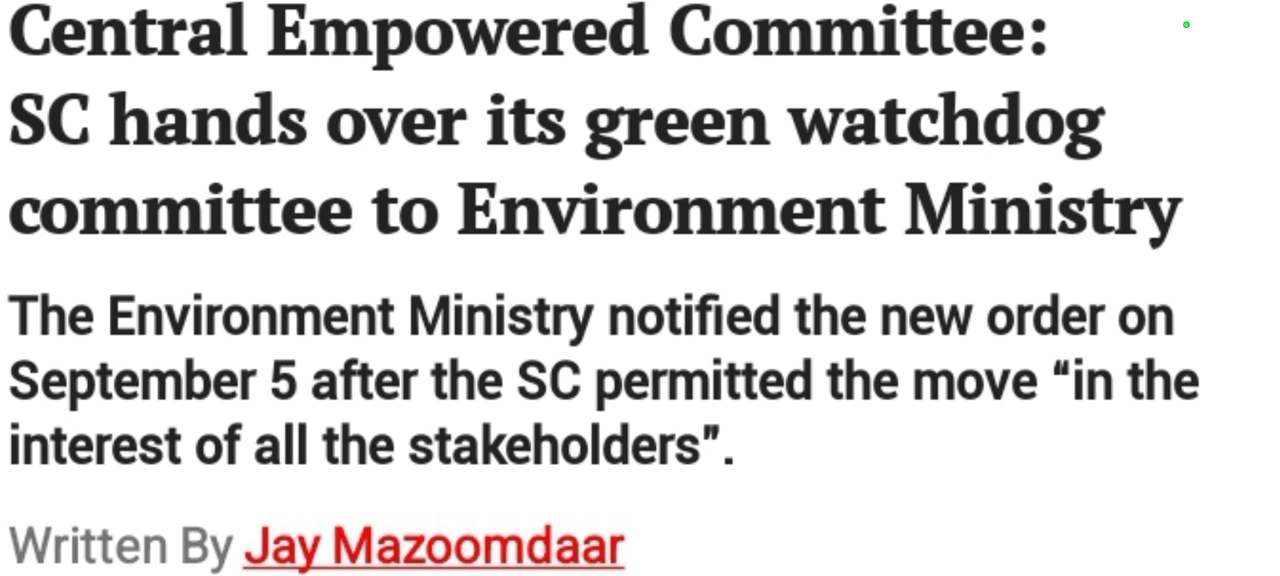 Central Empowered Committee:
SC hands over its green watchdog
committee to Environment Ministry
The Environment Ministry notified the new order on
September 5 after the SC permitted the move “in the
interest of all the stakeholders”.
Written By Jay Mazoomdaar